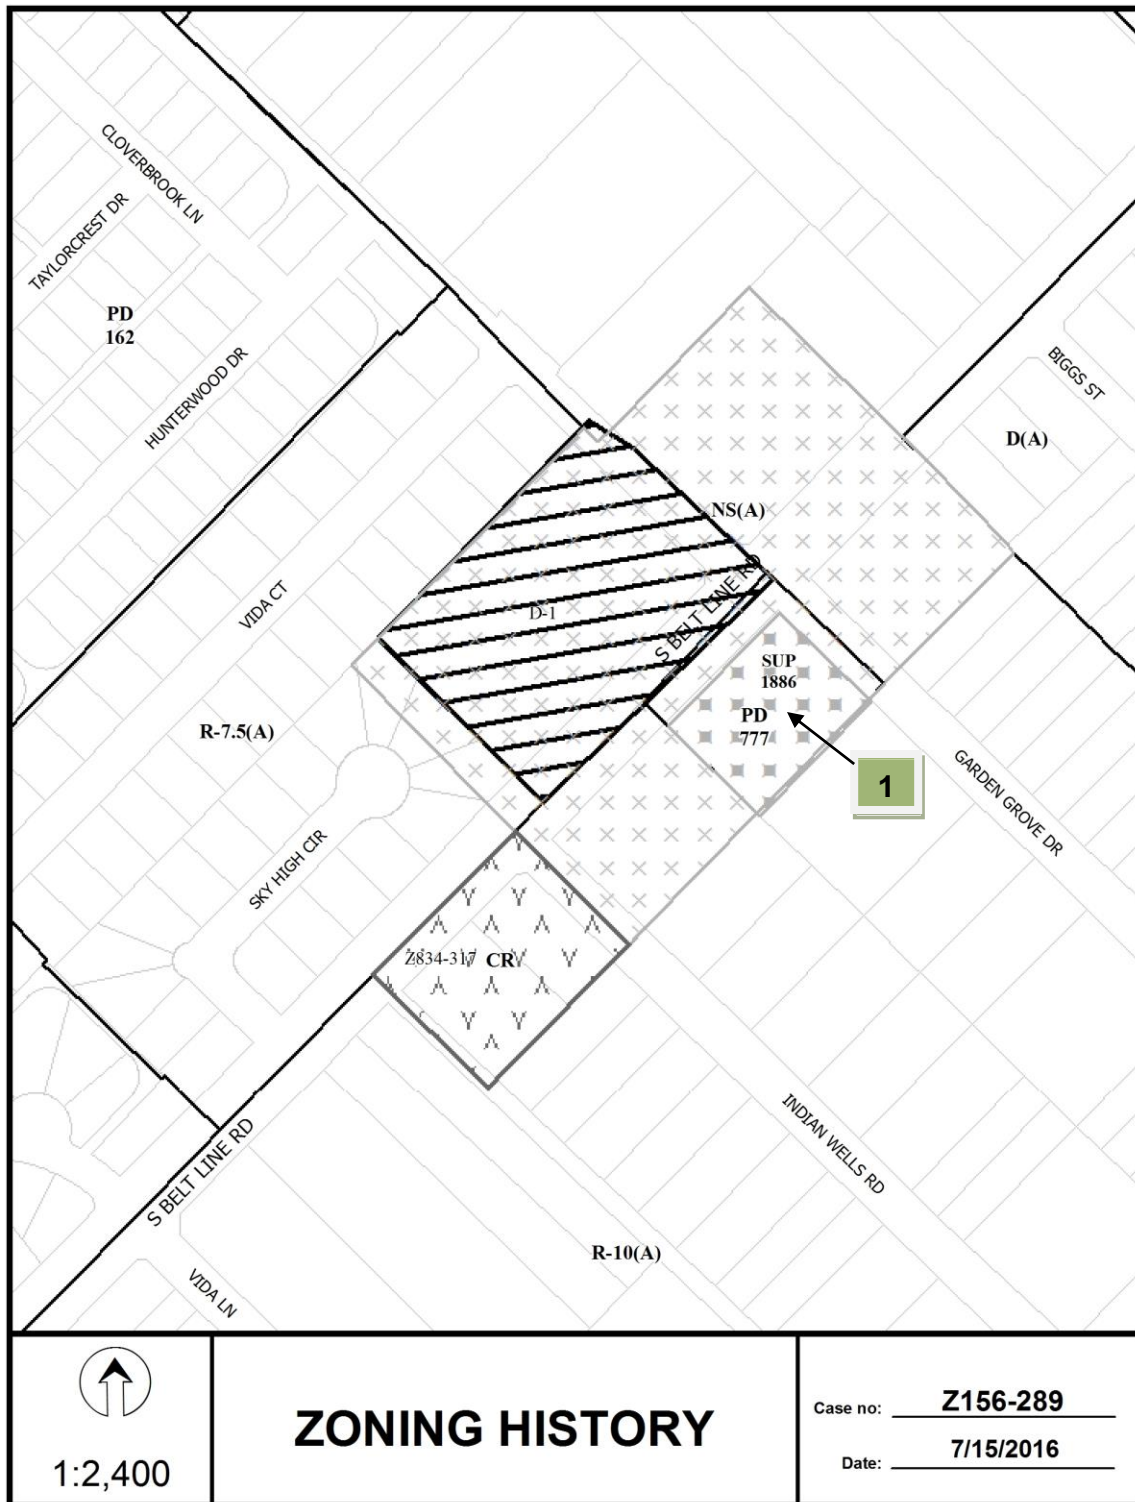 CLOVERBROOK LN
TAYLORCREST DR
PD
162
HUNTERWOOD DR
BIGGS ST
D(A)
NS(A)
VIDA CT
D-1
S BELT LINE RD
SUP
1886
PD
777
R-7.5(A)
1
GARDEN GROVE DR
SKY HIGH CIR
Z834-317
CR
INDIAN WELLS RD
S BELT LINE RD
R-10(A)
VIDA LN
1:2,400
ZONING HISTORY
Case no: Z156-289
Date: 7/15/2016